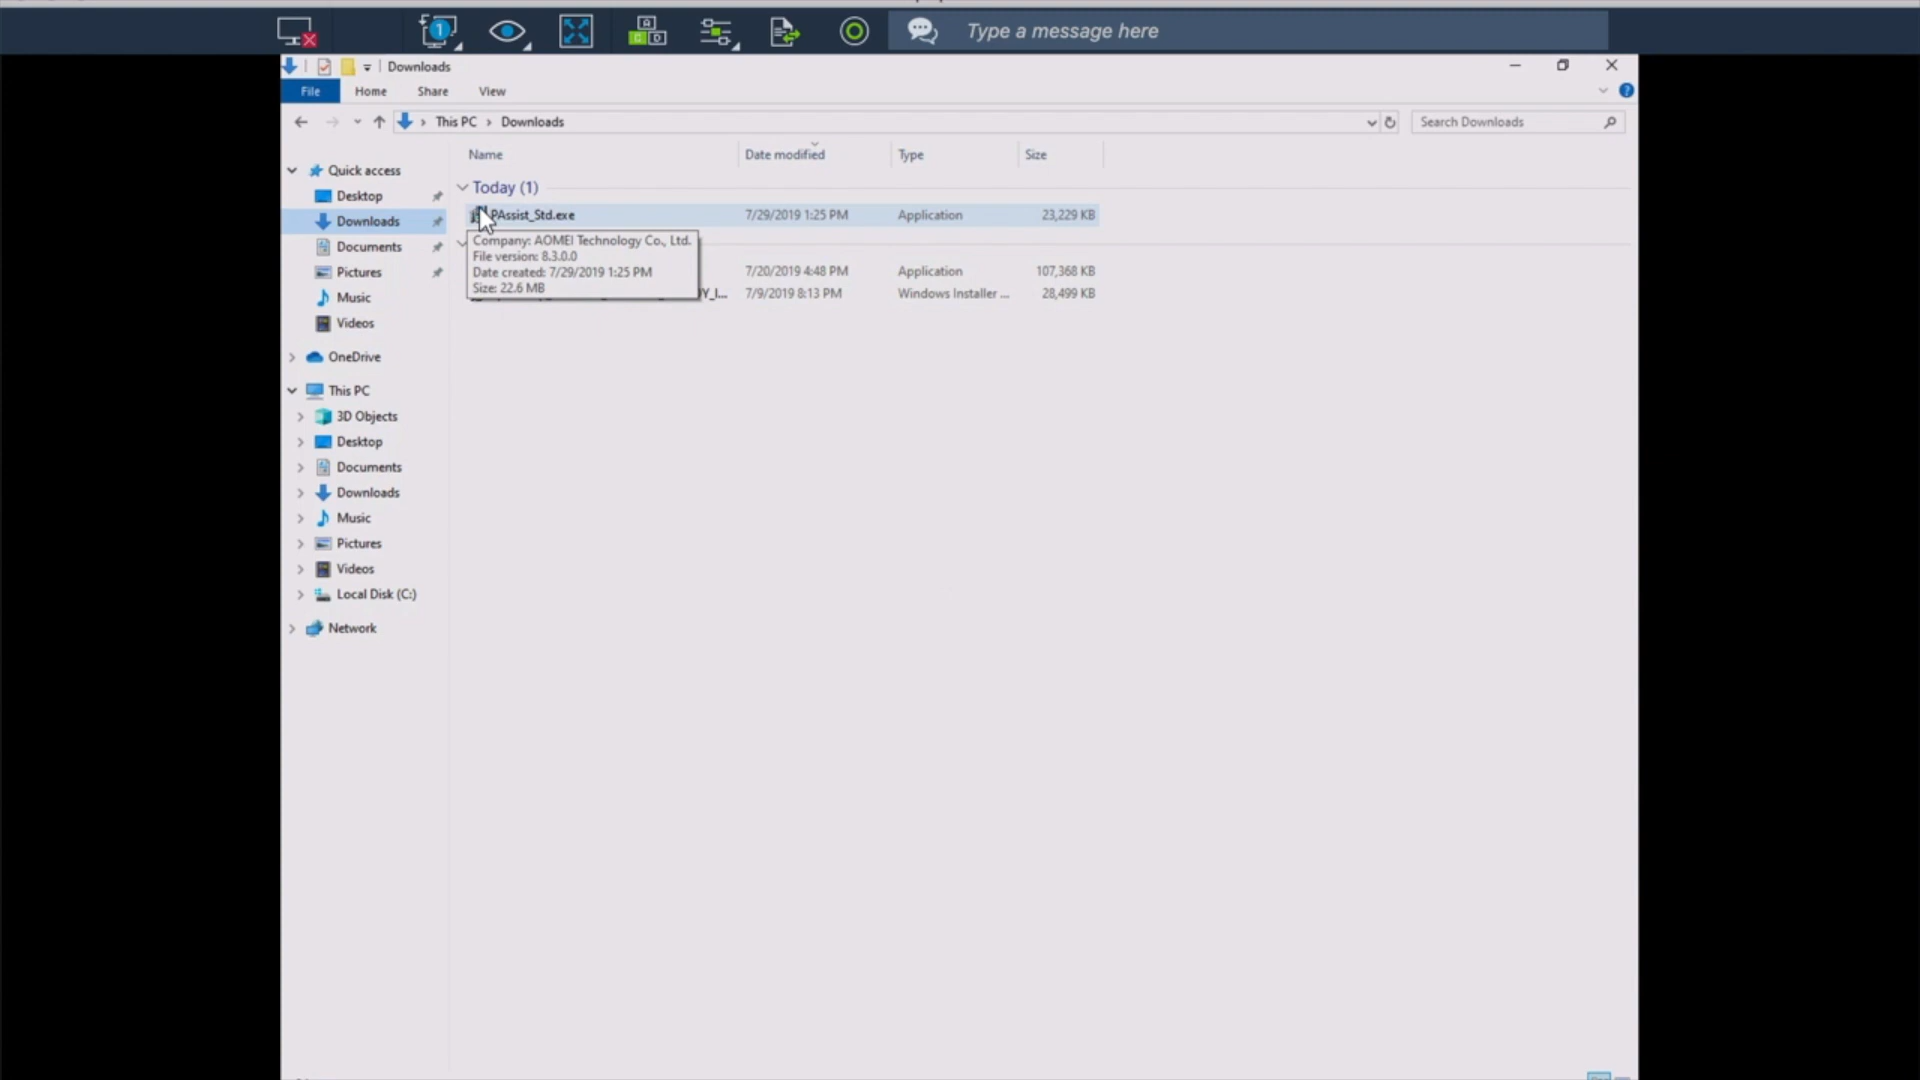 1
A
C D
Type a message here
Downloads
File Home Share View
?
This PC Downloads
Search Downloads
Name Date modified Type Size
Quick access
Desktop
Downloads
Documents
Pictures
Music
Videos
OneDrive
This PC
3D Objects
Desktop
Documents
Downloads
Music
Pictures
Videos
Local Disk (C:)
Network
Today (1)
PAssist_Std.exe 7/29/2019 1:25 PM Application 23,229 KB
Company: AOMEI Technology Co., Ltd.
File version: 8.3.0.0
Date created: 7/29/2019 1:25 PM
Size: 22.6 MB
7/20/2019 4:48 PM Application 107,368 KB
7/9/2019 8:13 PM Windows Installer ... 28,499 KB